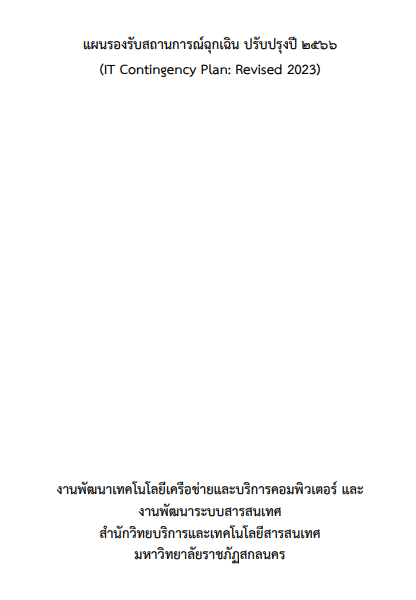 แผนรองรับสถานการณ์ฉุกเฉิน ปรับปรุงปี ๒๕๖๖
(IT Contingency Plan: Revised 2023)
งานพัฒนาเทคโนโลยีเครือข่ายและบริการคอมพิวเตอร์ และ
งานพัฒนาระบบสารสนเทศ
สำนักวิทยบริการและเทคโนโลยีสารสนเทศ
มหาวิทยาลัยราชภัฏสกลนคร